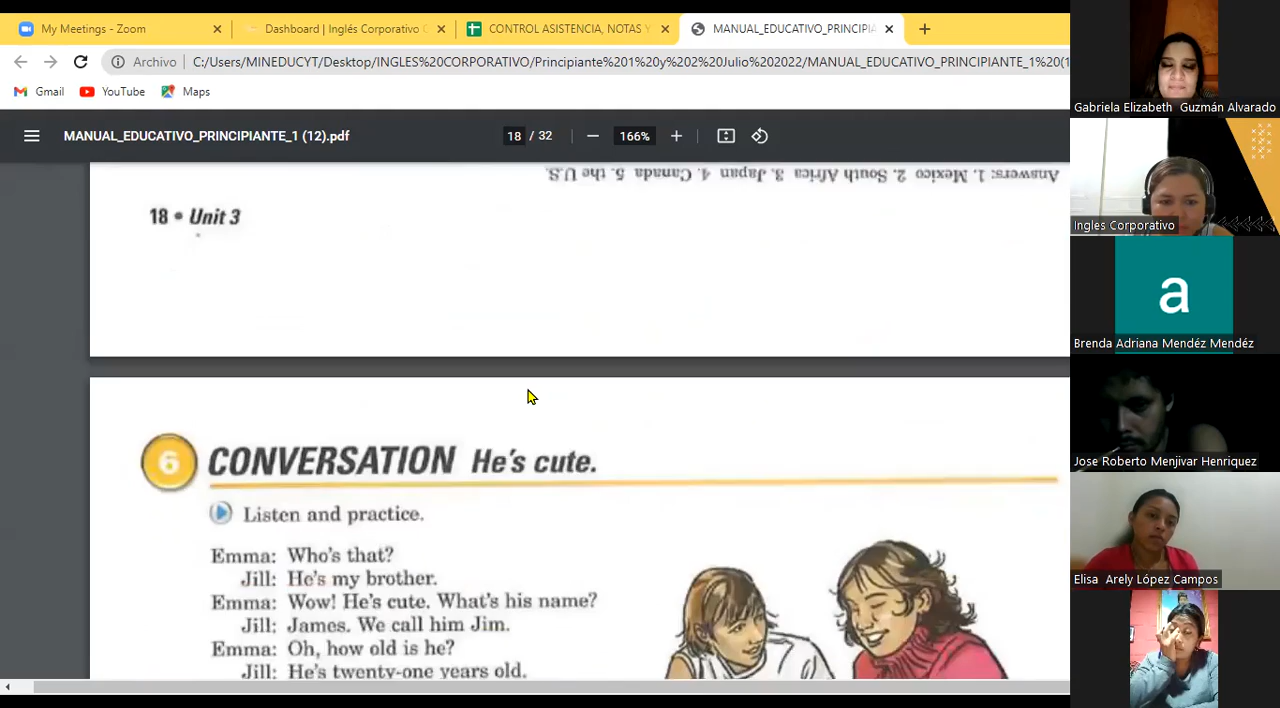 My Meetings - Zoom
Dashboard | Inglés Corporativo
CONTROL ASISTENCIA, NOTAS Y
MANUAL_EDUCATIVO_PRINCIPIA
Archivo
C:/Users/MINEDUCYT/Desktop/INGLES%20CORPORATIVO/Principiante%201%20y%202%20Julio%202022/MANUAL_EDUCATIVO_PRINCIPIANTE_1%20(1
Gmail
YouTube
Maps
MANUAL_EDUCATIVO_PRINCIPIANTE_1 (12).pdf
18 / 32
166%
Answers: 1. Mexico 2. South Africa 3. Japan 4. Canada 5. the U.S.
18 • Unit 3
6 CONVERSATION He's cute.
Listen and practice.
Emma: Who's that?
Jill: He's my brother.
Emma: Wow! He's cute. What's his name?
Jill: James. We call him Jim.
Emma: Oh, how old is he?
Jill: He's twenty-one years old.
Gabriela Elizabeth Guzmán Alvarado
Ingles Corporativo
a
Brenda Adriana Mendéz Mendéz
Jose Roberto Menjivar Henriquez
Elisa Arely López Campos